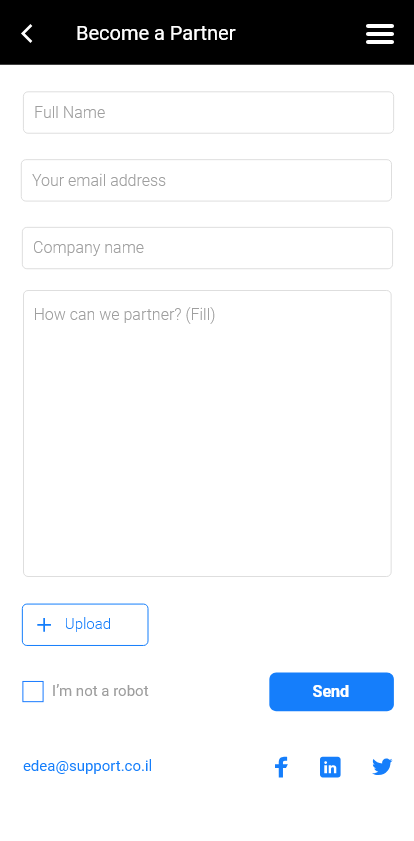 Become a Partner
Full Name
Your email address
Company name
How can we partner? (Fill)
Upload
I'm not a robot
Send
edea@support.co.il